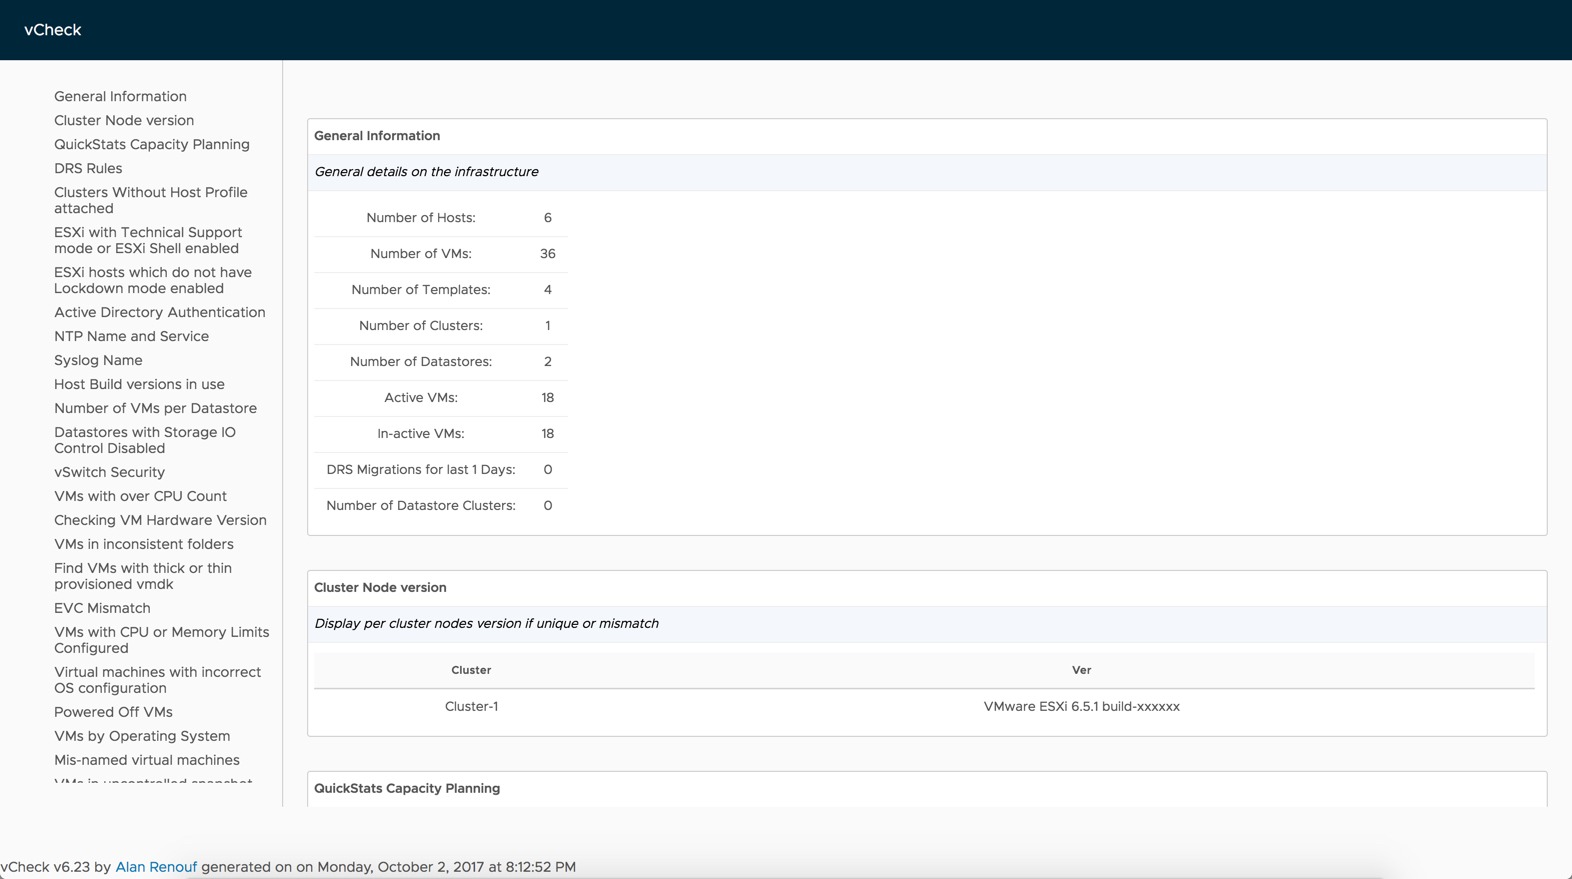 vCheck
General Information
Cluster Node version
QuickStats Capacity Planning
DRS Rules
Clusters Without Host Profile
attached
ESXi with Technical Support
mode or ESXi Shell enabled
ESXi hosts which do not have
Lockdown mode enabled
Active Directory Authentication
NTP Name and Service
Syslog Name
Host Build versions in use
Number of VMs per Datastore
Datastores with Storage IO
Control Disabled
vSwitch Security
VMs with over CPU Count
Checking VM Hardware Version
VMs in inconsistent folders
Find VMs with thick or thin
provisioned vmdk
EVC Mismatch
VMs with CPU or Memory Limits
Configured
Virtual machines with incorrect
OS configuration
Powered Off VMs
VMs by Operating System
Mis-named virtual machines
VMs in uncontrolled snapshot
General Information
General details on the infrastructure
Number of Hosts: 6
Number of VMs: 36
Number of Templates: 4
Number of Clusters: 1
Number of Datastores: 2
Active VMs: 18
In-active VMs: 18
DRS Migrations for last 1 Days: 0
Number of Datastore Clusters: 0
Cluster Node version
Display per cluster nodes version if unique or mismatch
Cluster Ver
Cluster-1 VMware ESXi 6.5.1 build-xxxxxx
QuickStats Capacity Planning
vCheck v6.23 by Alan Renouf generated on on Monday, October 2, 2017 at 8:12:52 PM